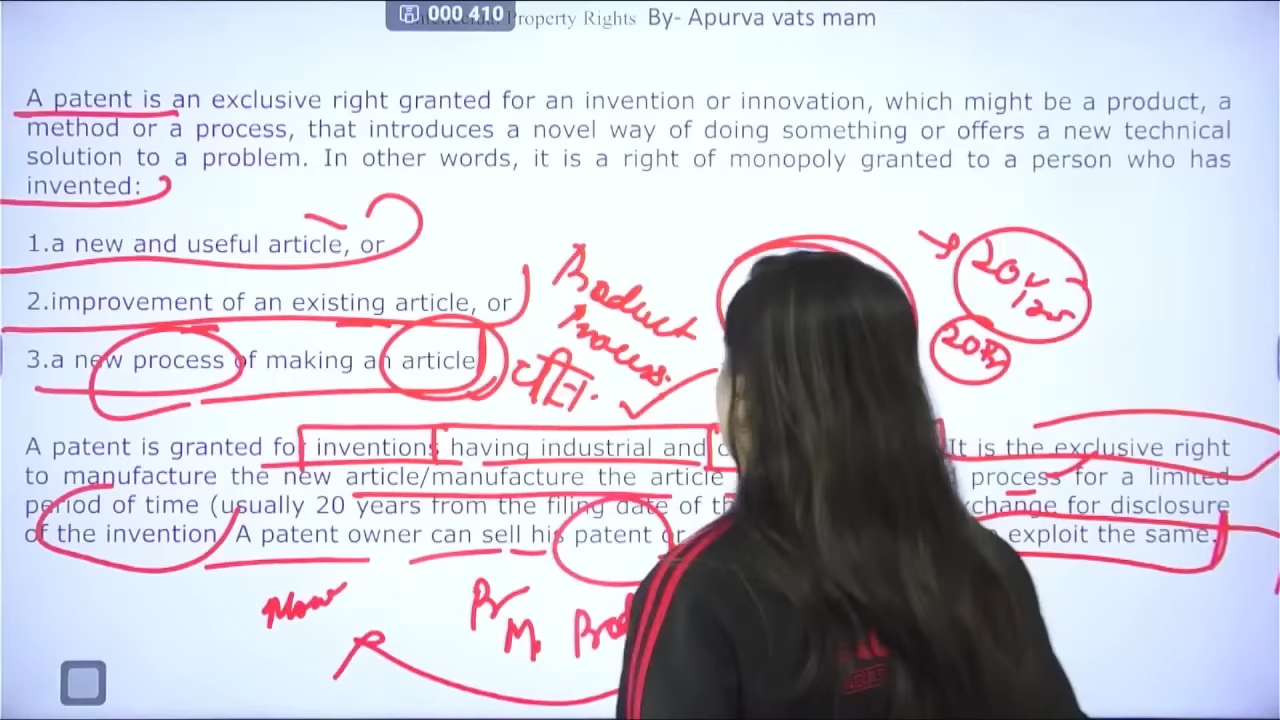 000 410
Property Rights By- Apurva vats mam
A patent is an exclusive right granted for an invention or innovation, which might be a product, a
method or a process, that introduces a novel way of doing something or offers a new technical
solution to a problem. In other words, it is a right of monopoly granted to a person who has
invented:
1.a new and useful article, or
2.improvement of an existing article, or
3.a new process of making an article
Product
Process.
20
A patent is granted for inventions having industrial and It is the exclusive right
to manufacture the new article/manufacture the article process for a limited
period of time (usually 20 years from the filing date of exchange for disclosure
of the invention A patent owner can sell his patent or exploit the same.